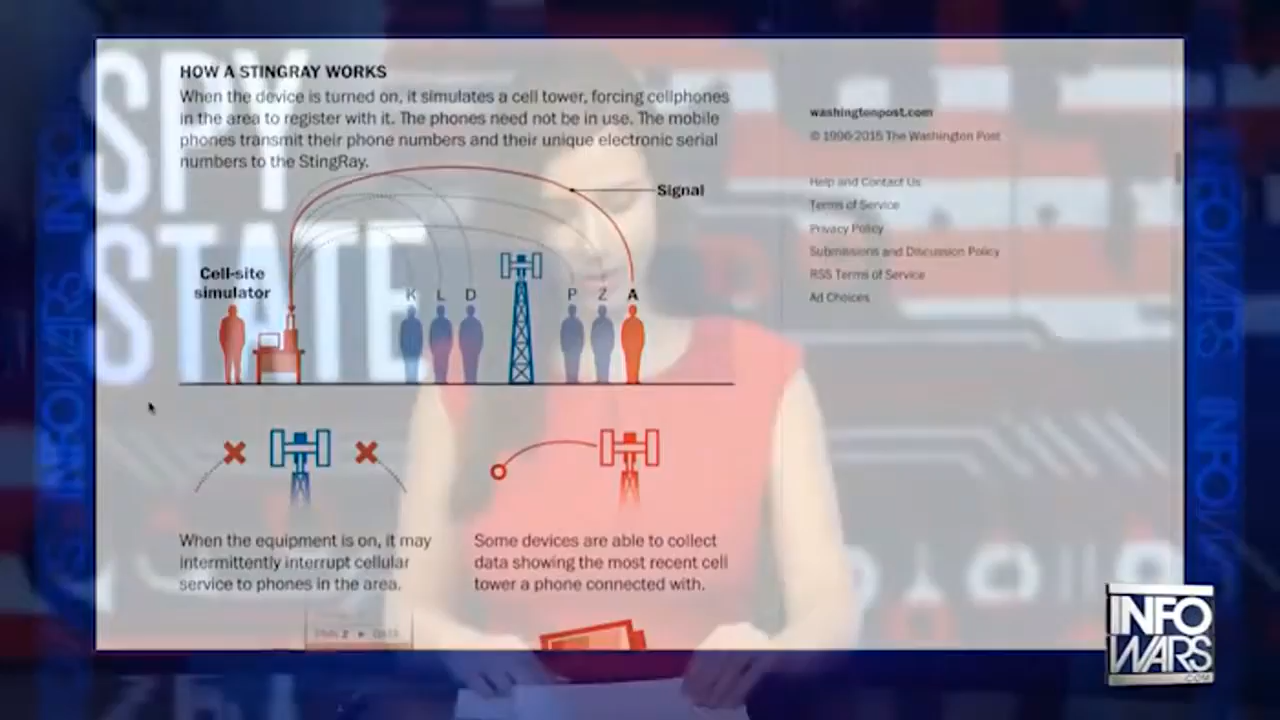 SPY
STATE
HOW A STINGRAY WORKS
When the device is turned on, it simulates a cell tower, forcing cellphones
in the area to register with it. The phones need not be in use. The mobile
phones transmit their phone numbers and their unique electronic serial
numbers to the StingRay.
Signal
Cell-site
simulator
K L D P Z A
When the equipment is on, it may
intermittently interrupt cellular
service to phones in the area.
Some devices are able to collect
data showing the most recent cell
tower a phone connected with.
washingtonpost.com
© 1996-2015 The Washington Post
Help and Contact Us
Terms of Service
Privacy Policy
Submissions and Discussion Policy
RSS Terms of Service
Ad Choices
INFOWARS
INFOWARS
INFO
WARS
.COM